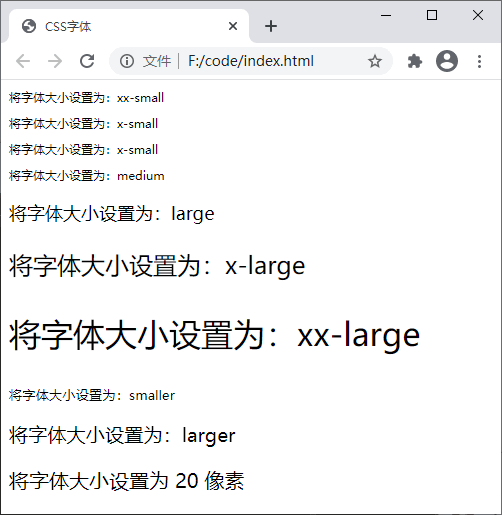 CSS字体
文件 F:/code/index.html
将字体大小设置为：xx-small
将字体大小设置为：x-small
将字体大小设置为：x-small
将字体大小设置为：medium
将字体大小设置为：large
将字体大小设置为：x-large
将字体大小设置为：xx-large
将字体大小设置为：smaller
将字体大小设置为：larger
将字体大小设置为 20 像素